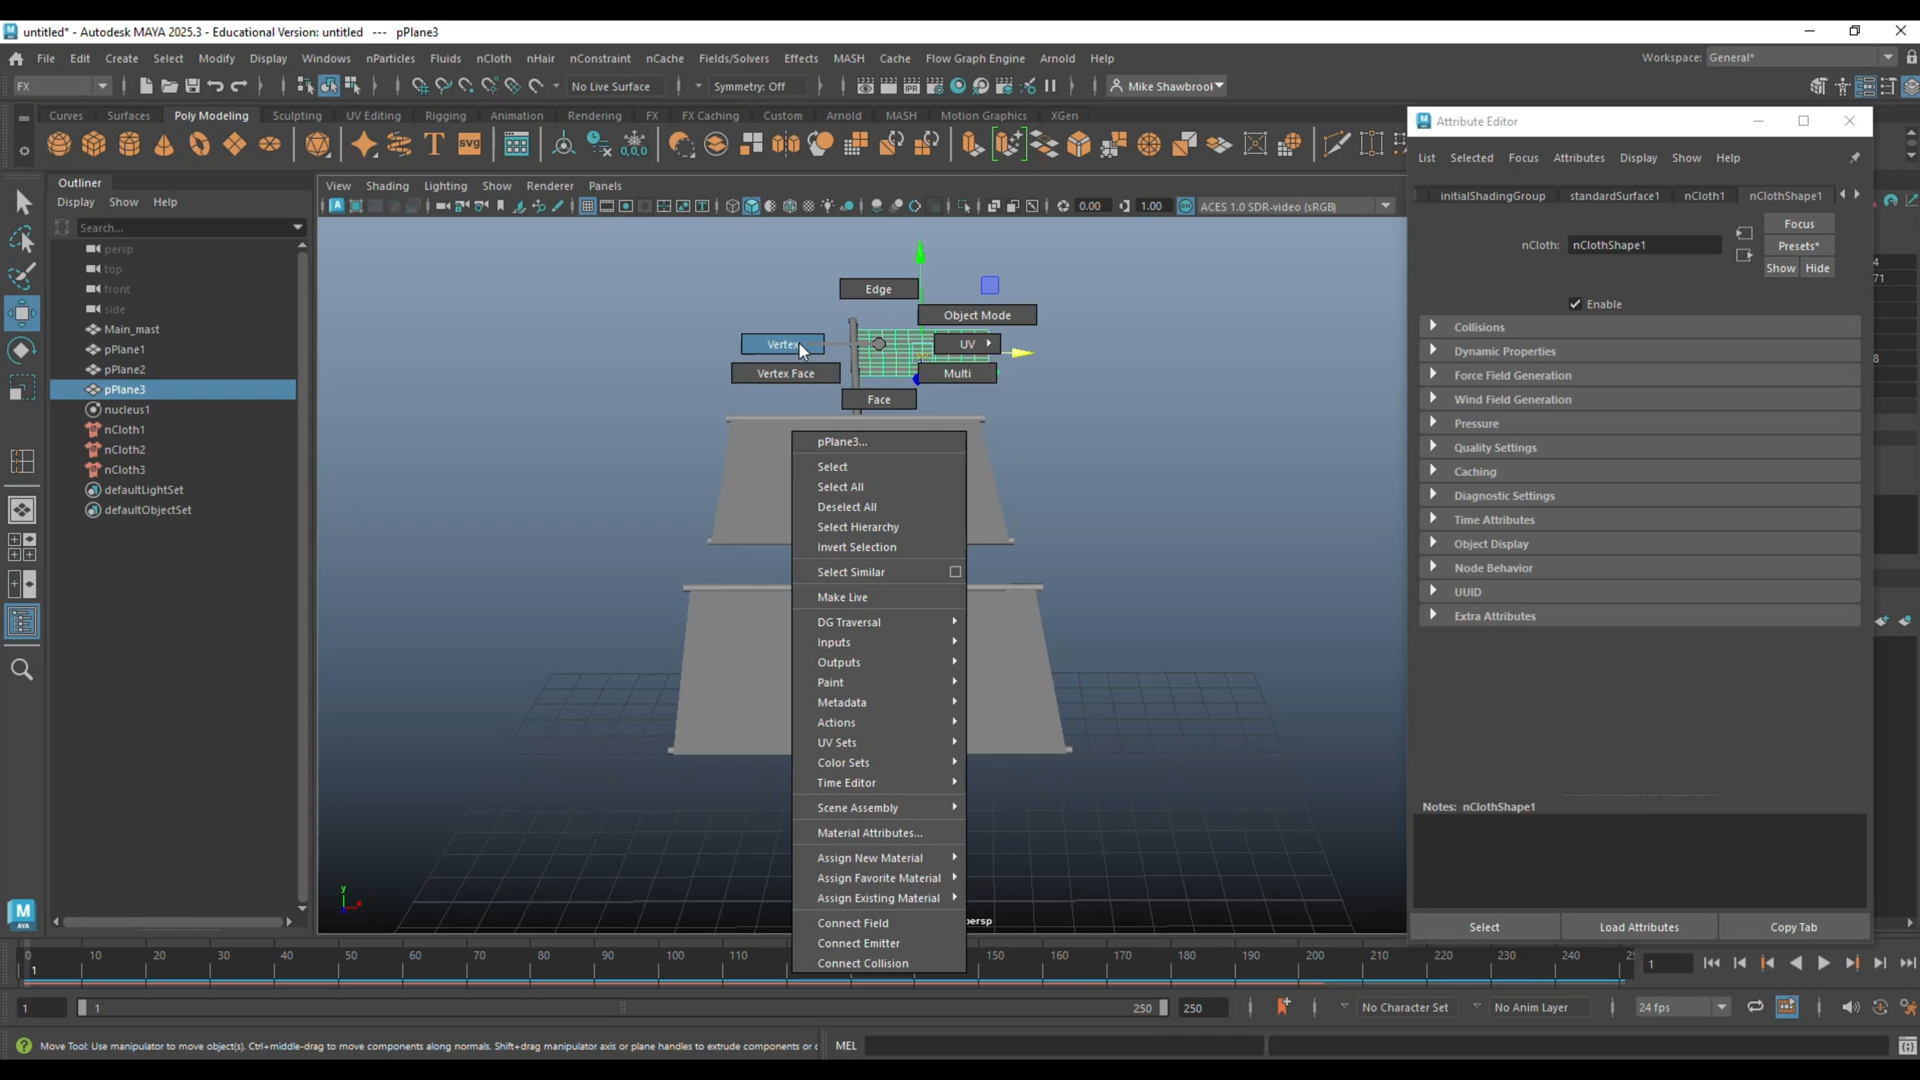 untitled* - Autodesk MAYA 2025.3 - Educational Version: untitled --- pPlane3
File Edit Create Select Modify Display Windows nParticles Fluids nCloth nHair nConstraint nCache Fields/Solvers Effects MASH Cache Flow Graph Engine Arnold Help
Workspace: General*
FX
No Live Surface
Symmetry: Off
Mike Shawbrool
Curves Surfaces Poly Modeling Sculpting UV Editing Rigging Animation Rendering FX FX Caching Custom Arnold MASH Motion Graphics XGen
IPR
T SVG 0,0,0
Outliner
Display Show Help
Search...
persp
top
front
side
Main_mast
pPlane1
pPlane2
pPlane3
nucleus1
nCloth1
nCloth2
nCloth3
defaultLightSet
defaultObjectSet
View Shading Lighting Show Renderer Panels
0.00
1.00
ACES 1.0 SDR-video (sRGB)
Edge
Object Mode
Vertex
UV
Vertex Face
Multi
Face
pPlane3...
Select
Select All
Deselect All
Select Hierarchy
Invert Selection
Select Similar
Make Live
DG Traversal
Inputs
Outputs
Paint
Metadata
Actions
UV Sets
Color Sets
Time Editor
Scene Assembly
Material Attributes...
Assign New Material
Assign Favorite Material
Assign Existing Material
Connect Field
Connect Emitter
Connect Collision
y
x
persp
Attribute Editor
List Selected Focus Attributes Display Show Help
initialShadingGroup standardSurface1 nCloth1 nClothShape1
nCloth: nClothShape1
Focus
Presets*
Show Hide
Enable
Collisions
Dynamic Properties
Force Field Generation
Wind Field Generation
Pressure
Quality Settings
Caching
Diagnostic Settings
Time Attributes
Object Display
Node Behavior
UUID
Extra Attributes
Notes: nClothShape1
Select Load Attributes Copy Tab
4
71
8
M
AYA
0 10 20 30 40 50 60 70 80 90 100 110 150 160 170 180 190 200 210 220 230 240
1
1
1 1 250 250
No Character Set
No Anim Layer
24 fps
Move Tool: Use manipulator to move object(s). Ctrl+middle-drag to move components along normals. Shift+drag manipulator axis or plane handles to extrude components or
MEL